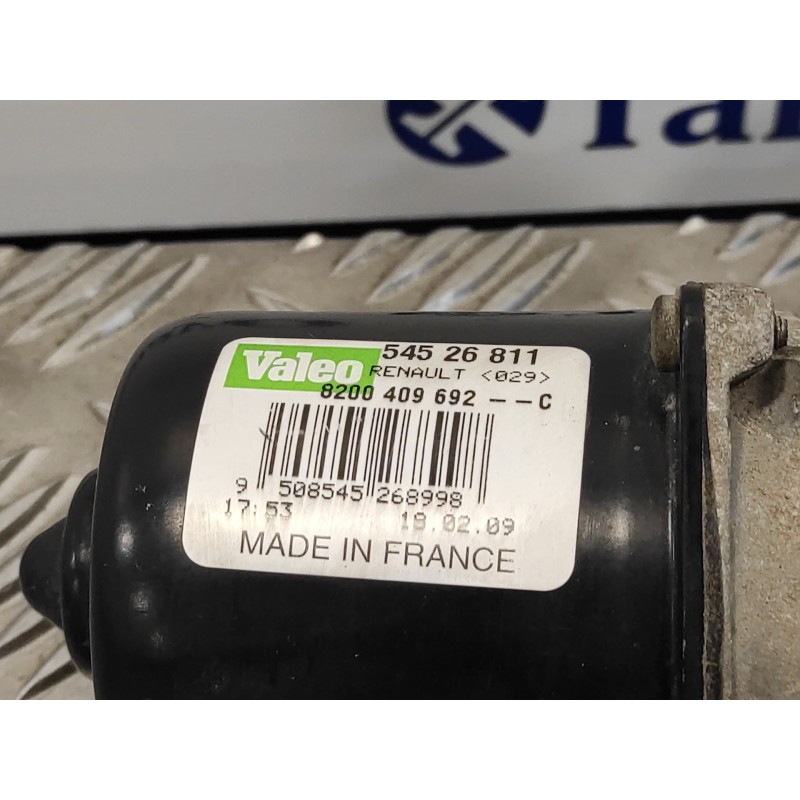 Valeo 545 26 811
RENAULT <029>
8200 409 692 -- C
9 508545 268998
17:53 18.02.09
MADE IN FRANCE